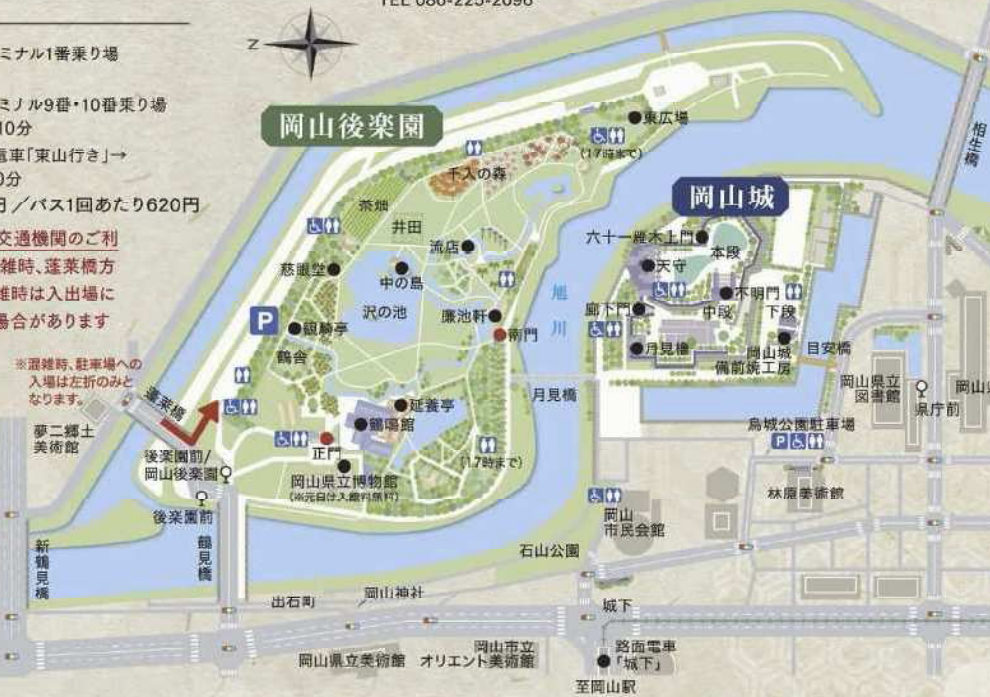 TEL 086-225-2096
ミナル1番乗り場
ミナル9番・10番乗り場
10分
電車「東山行き」→
0分
円／バス1回あたり620円
交通機関のご利
雑時、蓬莱橋方
雑時は入出場に
場合があります
※混雑時、駐車場への
入場は左折のみと
なります。
Z
岡山後楽園
東広場
(17時まで)
千入の森
茶畑
井田
流店
慈眼堂
中の島
沢の池
廉池軒
南門
P
観騎亭
鶴舎
延養亭
鶴鳴館
正門
(17時まで)
岡山県立博物館
(※元日は入館料無料)
蓬莱橋
夢二郷土
美術館
後楽園前/
岡山後楽園
後楽園前
新鶴見橋
鶴見橋
旭川
月見橋
岡山城
六十一雁木上門
本段
天守
不明門
廊下門
中段
下段
月見櫓
岡山城
備前焼工房
目安橋
相生橋
岡山県立
図書館
県庁前
岡山県
烏城公園駐車場
P
林原美術館
岡山
市民会館
石山公園
出石町
岡山神社
城下
岡山県立美術館
岡山市立
オリエント美術館
路面電車
「城下」
至岡山駅